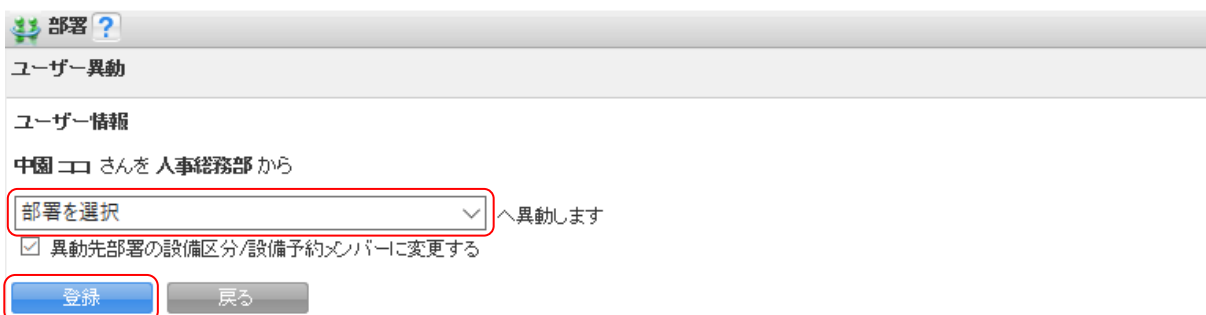 部署 ?
ユーザー異動
ユーザー情報
中園 ココ さんを 人事総務部 から
部署を選択 へ異動します
異動先部署の設備区分/設備予約メンバーに変更する
登録 戻る